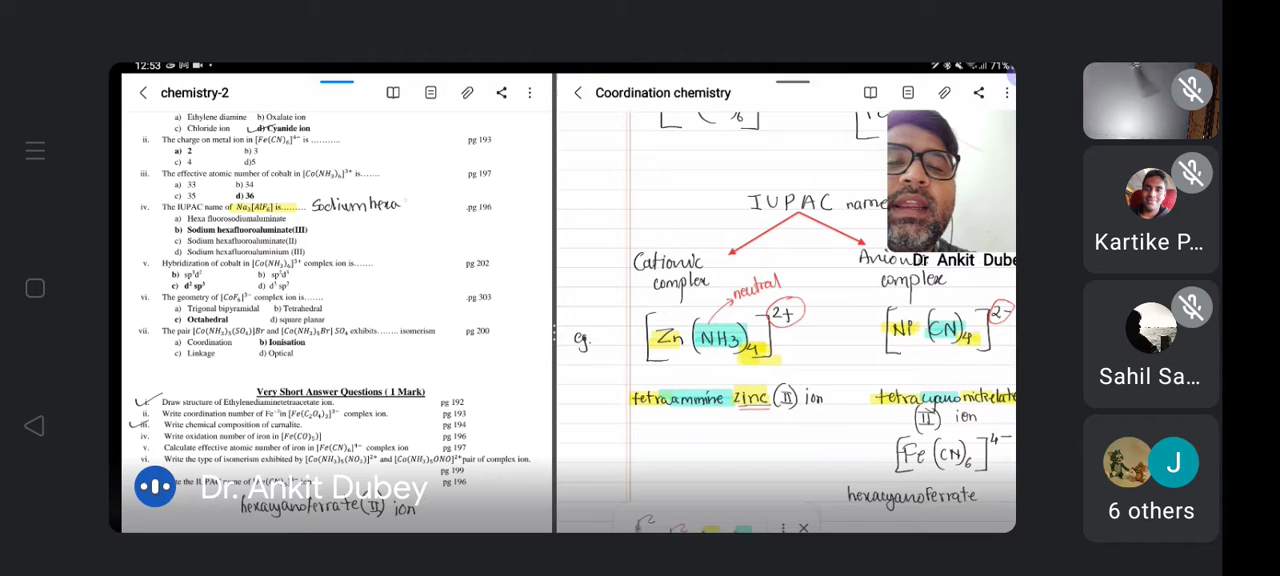 12:53
71%
chemistry-2
a) Ethylene diamine b) Oxalate ion
c) Chloride ion d) Cyanide ion
ii. The charge on metal ion in [Fe(CN)6]4− is ........... pg 193
a) 2 b) 3
c) 4 d)5
iii. The effective atomic number of cobalt in [Co(NH3)6]3+ is....... pg 197
a) 33 b) 34
c) 35 d) 36
iv. The IUPAC name of Na3[AlF6] is........ Sodium hexa .pg 196
a) Hexa fluorosodiumaluminate
b) Sodium hexafluoroaluminate(III)
c) Sodium hexafluoroaluminate(II)
d) Sodium hexafluoroaluminium (III)
v. Hybridization of cobalt in [Co(NH3)6]3+ complex ion is....... pg 202
b) sp3d2 b) sp2d3
c) d2 sp3 d) d3 sp2
vi. The geometry of [CoF6]3− complex ion is....... pg 303
a) Trigonal bipyramidal b) Tetrahedral
c) Octahedral d) square planar
vii. The pair [Co(NH3)5(SO4)]Br and [Co(NH3)5Br] SO4 exhibits....... isomerism pg 200
a) Coordination b) Ionisation
c) Linkage d) Optical
Very Short Answer Questions ( 1 Mark)
i. Draw structure of Ethylenediaminetetraacetate ion. pg 192
ii. Write coordination number of in [Fe(C2O4)3]3− complex ion. pg 193
iii. Write chemical composition of carnalite. pg 194
iv. Write oxidation number of iron in [Fe(CO)5] pg 196
v. Calculate effective atomic number of iron in [Fe(CN)6]4− complex ion pg 197
vi. Write the type of isomerism exhibited by [Co(NH3)5(NO2)]2+ and [Co(NH3)5ONO]2+pair of complex ion.
pg 199
pg 196
Dr. Ankit Dubey
hexacyanoferrate (II) ion
Coordination chemistry
IUPAC name
Cationic
complex
Anion
complex
Dr Ankit Dube
neutral
eg. [Zn (NH3)4]2+ [NP (CN)4]2−
tetraammine zinc (II) ion
tetracyanonickelate
(II) ion
[Fe (CN)6]4−
hexacyanoferrate
Kartike P...
Sahil Sa...
J
6 others